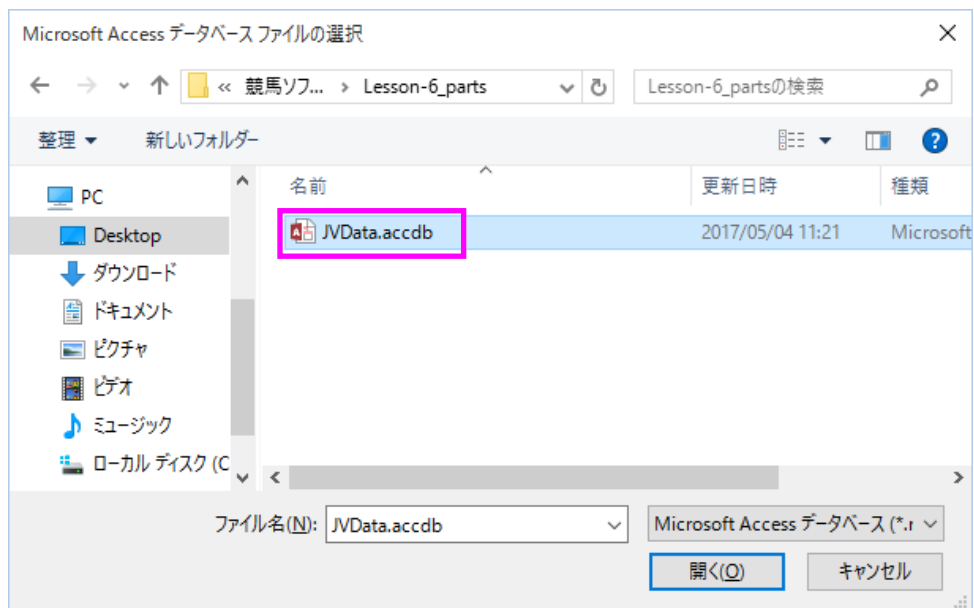 Microsoft Access データベース ファイルの選択
« 競馬ソフ... › Lesson-6_parts
Lesson-6_partsの検索
整理
新しいフォルダー
名前
更新日時
種類
PC
Desktop
JVData.accdb
2017/05/04 11:21
Microsoft
ダウンロード
ドキュメント
ピクチャ
ビデオ
ミュージック
ローカル ディスク (C
ファイル名(N):
JVData.accdb
Microsoft Access データベース (*.r
開く(O)
キャンセル